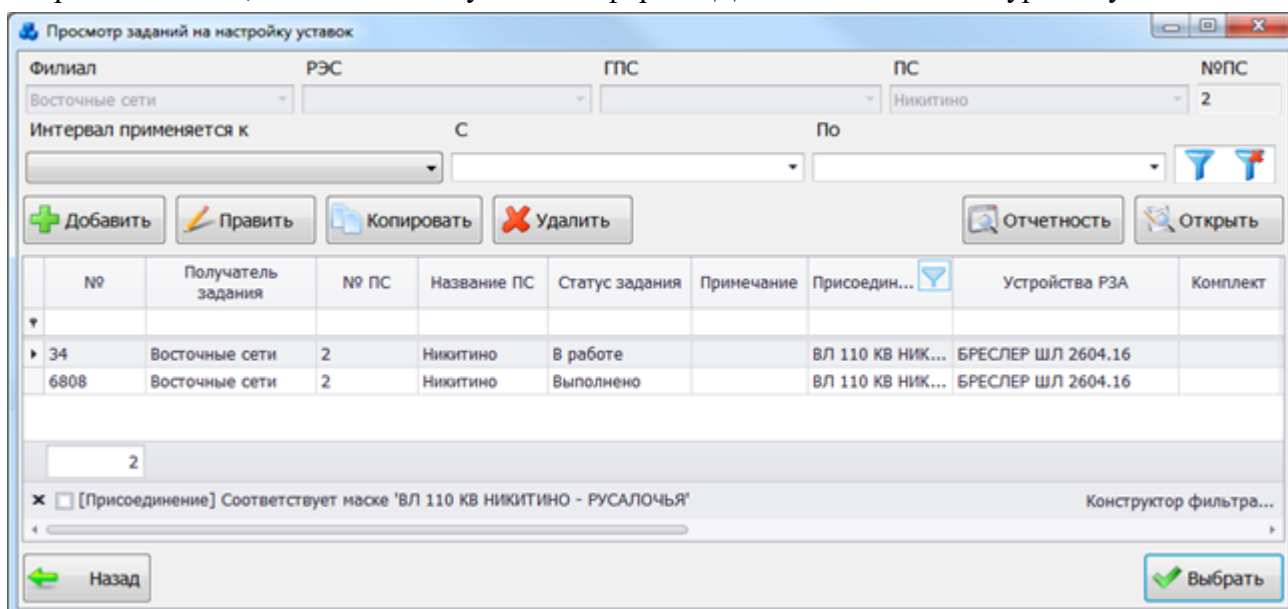 Просмотр заданий на настройку уставок
Филиал РЭС ГПС ПС №ПС
Восточные сети Никитино 2
Интервал применяется к С По
Добавить Править Копировать Удалить Отчетность Открыть
№ Получатель задания № ПС Название ПС Статус задания Примечание Присоедин... Устройства РЗА Комплект
34 Восточные сети 2 Никитино В работе ВЛ 110 КВ НИК... БРЕСЛЕР ШЛ 2604.16
6808 Восточные сети 2 Никитино Выполнено ВЛ 110 КВ НИК... БРЕСЛЕР ШЛ 2604.16
2
[Присоединение] Соответствует маске 'ВЛ 110 КВ НИКИТИНО - РУСАЛОЧЬЯ' Конструктор фильтра...
Назад Выбрать